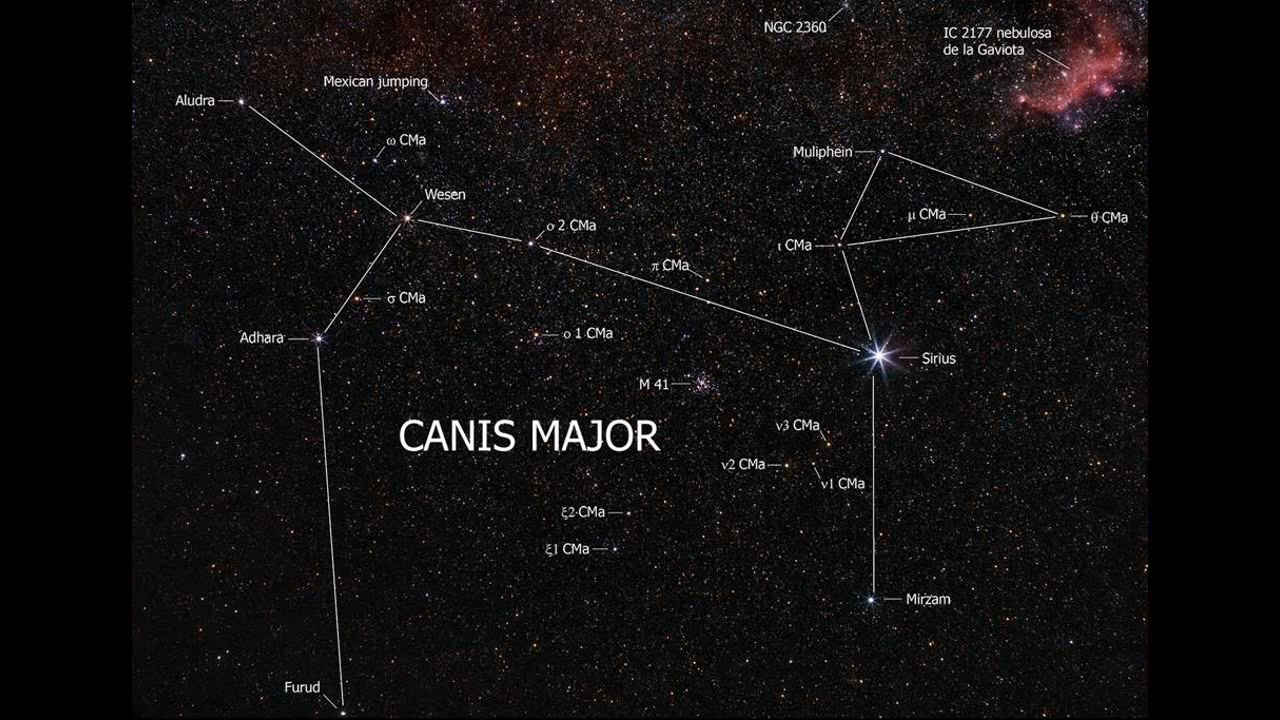 NGC 2360
IC 2177 nebulosa
de la Gaviota
Mexican jumping
Aludra
ω CMa
Muliphein
Wesen
μ CMa
θ CMa
ο 2 CMa
ι CMa
π CMa
σ CMa
ο 1 CMa
Adhara
Sirius
M 41
ν3 CMa
CANIS MAJOR
ν2 CMa
ν1 CMa
ξ2 CMa
ξ1 CMa
Mirzam
Furud